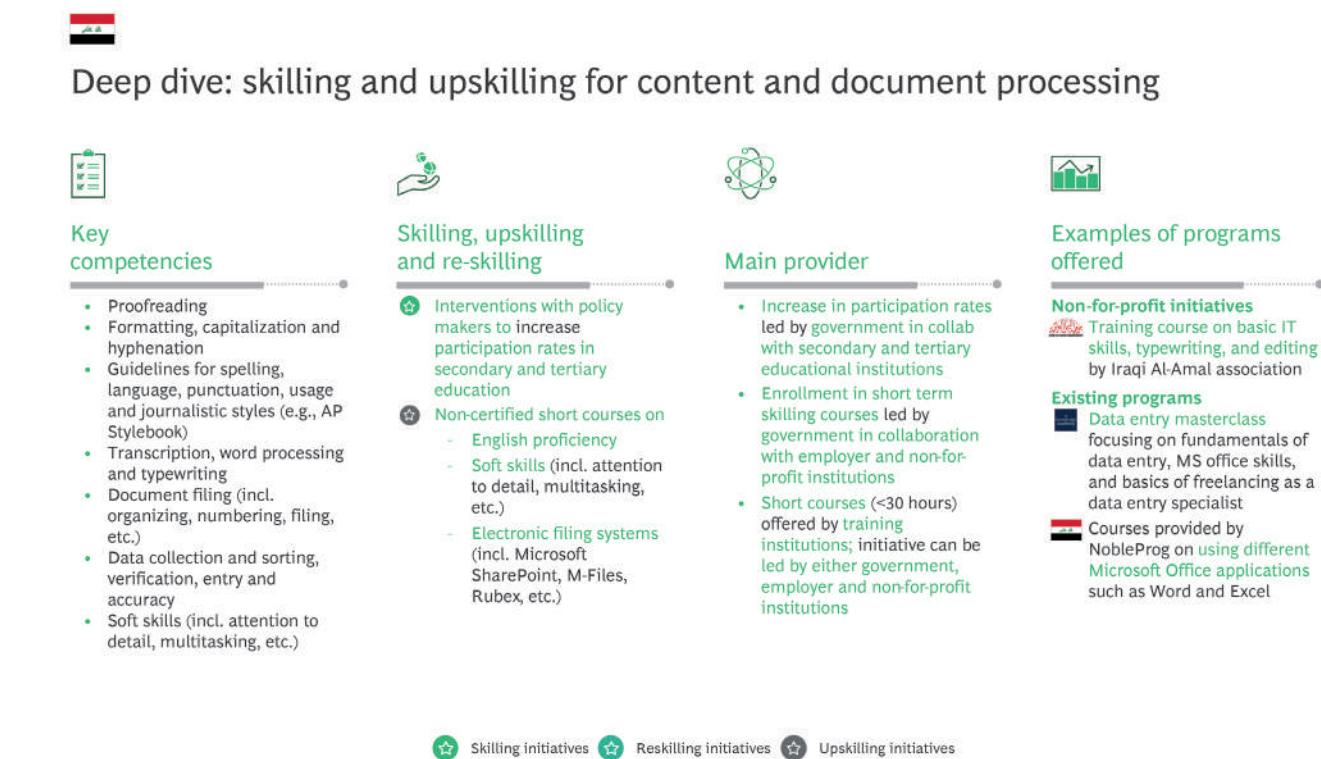 Deep dive: skilling and upskilling for content and document processing
Key
competencies
• Proofreading
• Formatting, capitalization and
hyphenation
• Guidelines for spelling,
language, punctuation, usage
and journalistic styles (e.g., AP
Stylebook)
• Transcription, word processing
and typewriting
• Document filing (incl.
organizing, numbering, filing,
etc.)
• Data collection and sorting,
verification, entry and
accuracy
• Soft skills (incl. attention to
detail, multitasking, etc.)
Skilling, upskilling
and re-skilling
Interventions with policy
makers to increase
participation rates in
secondary and tertiary
education
Non-certified short courses on
- English proficiency
- Soft skills (incl. attention
to detail, multitasking,
etc.)
- Electronic filing systems
(incl. Microsoft
SharePoint, M-Files,
Rubex, etc.)
Main provider
• Increase in participation rates
led by government in collab
with secondary and tertiary
educational institutions
• Enrollment in short term
skilling courses led by
government in collaboration
with employer and non-for-
profit institutions
• Short courses (<30 hours)
offered by training
institutions; initiative can be
led by either government,
employer and non-for-profit
institutions
Examples of programs
offered
Non-for-profit initiatives
Training course on basic IT
skills, typewriting, and editing
by Iraqi Al-Amal association
Existing programs
Data entry masterclass
focusing on fundamentals of
data entry, MS office skills,
and basics of freelancing as a
data entry specialist
Courses provided by
NobleProg on using different
Microsoft Office applications
such as Word and Excel
Skilling initiatives
Reskilling initiatives
Upskilling initiatives